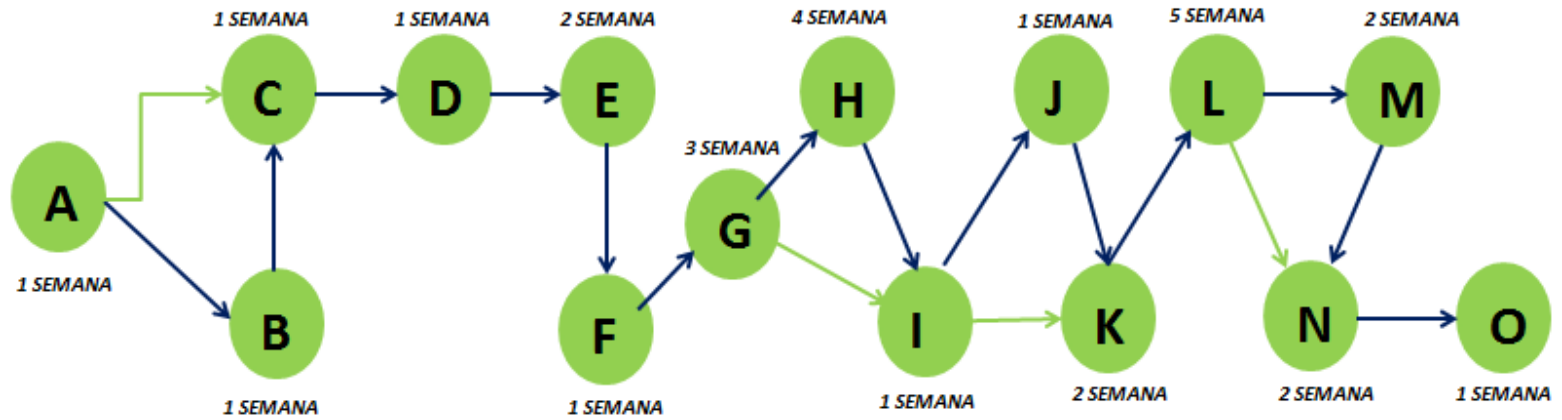 1 SEMANA
1 SEMANA
2 SEMANA
4 SEMANA
1 SEMANA
5 SEMANA
2 SEMANA
C
D
E
H
J
L
M
3 SEMANA
A
G
1 SEMANA
B
F
I
K
N
O
1 SEMANA
1 SEMANA
1 SEMANA
2 SEMANA
2 SEMANA
1 SEMANA